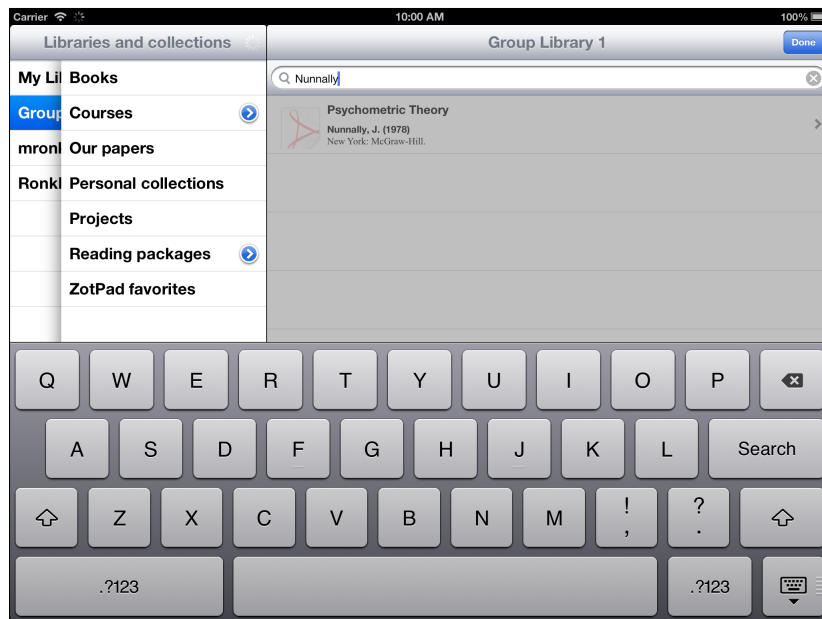 Carrier 10:00 AM 100%
Libraries and collections
Group Library 1
Done
My Li
Group
mronk
Ronkl
Books
Courses
Our papers
Personal collections
Projects
Reading packages
ZotPad favorites
Nunnally
Psychometric Theory
Nunnally, J. (1978)
New York: McGraw-Hill.
Q W E R T Y U I O P
A S D F G H J K L Search
Z X C V B N M ! , ? .
.?123 .?123